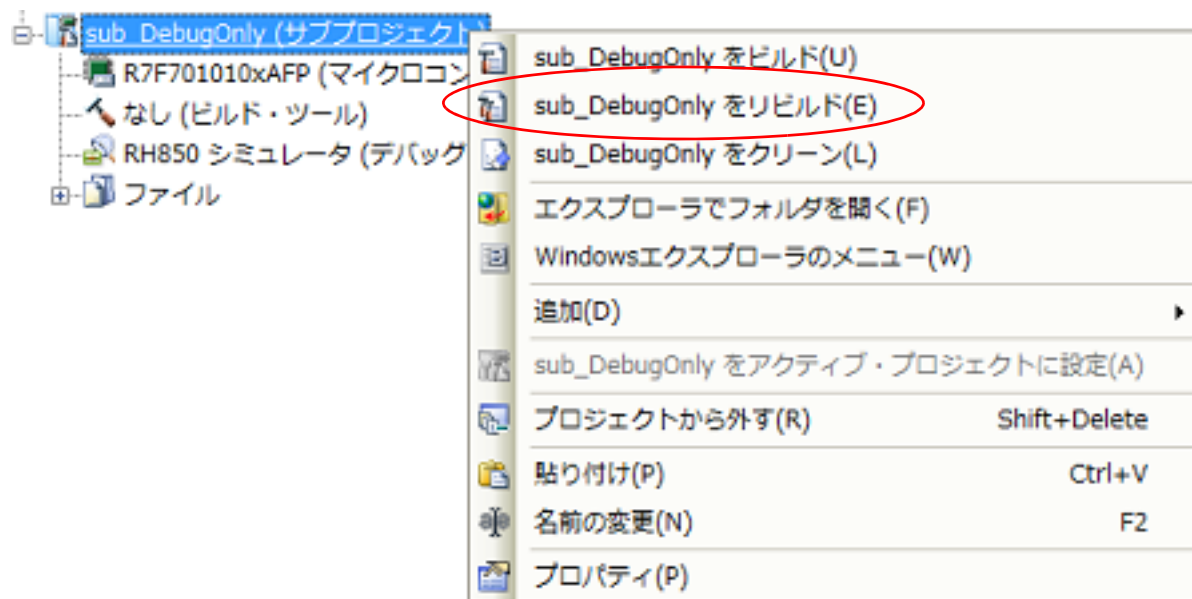 sub_DebugOnly (サブプロジェクト)
R7F701010xAFP (マイクロコン
なし (ビルド・ツール)
RH850 シミュレータ (デバッグ
ファイル
sub_DebugOnly をビルド(U)
sub_DebugOnly をリビルド(E)
sub_DebugOnly をクリーン(L)
エクスプローラでフォルダを開く(F)
Windowsエクスプローラのメニュー(W)
追加(D)
sub_DebugOnly をアクティブ・プロジェクトに設定(A)
プロジェクトから外す(R) Shift+Delete
貼り付け(P) Ctrl+V
名前の変更(N) F2
プロパティ(P)